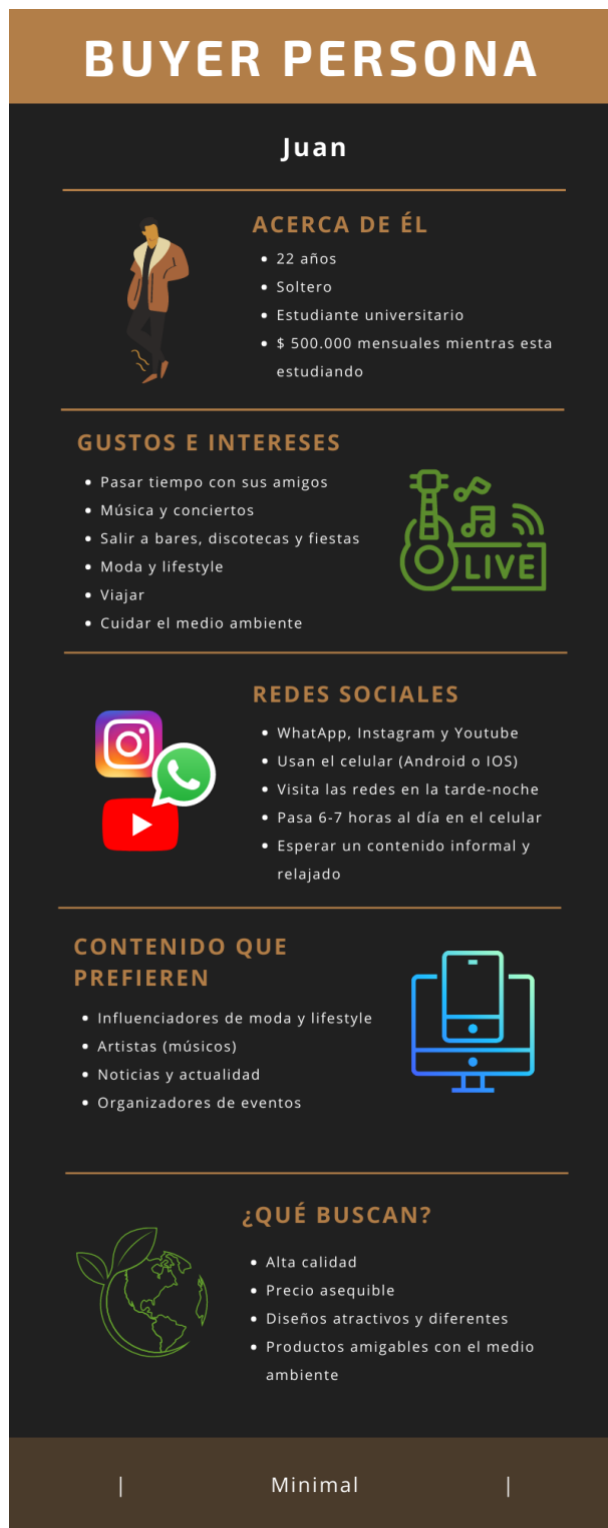 BUYER PERSONA
Juan
ACERCA DE ÉL
• 22 años
• Soltero
• Estudiante universitario
• $ 500.000 mensuales mientras esta
estudiando
GUSTOS E INTERESES
• Pasar tiempo con sus amigos
• Música y conciertos
• Salir a bares, discotecas y fiestas
• Moda y lifestyle
• Viajar
• Cuidar el medio ambiente
LIVE
REDES SOCIALES
• WhatApp, Instagram y Youtube
• Usan el celular (Android o IOS)
• Visita las redes en la tarde-noche
• Pasa 6-7 horas al día en el celular
• Esperar un contenido informal y
relajado
CONTENIDO QUE
PREFIEREN
• Influenciadores de moda y lifestyle
• Artistas (músicos)
• Noticias y actualidad
• Organizadores de eventos
¿QUÉ BUSCAN?
• Alta calidad
• Precio asequible
• Diseños atractivos y diferentes
• Productos amigables con el medio
ambiente
| Minimal |